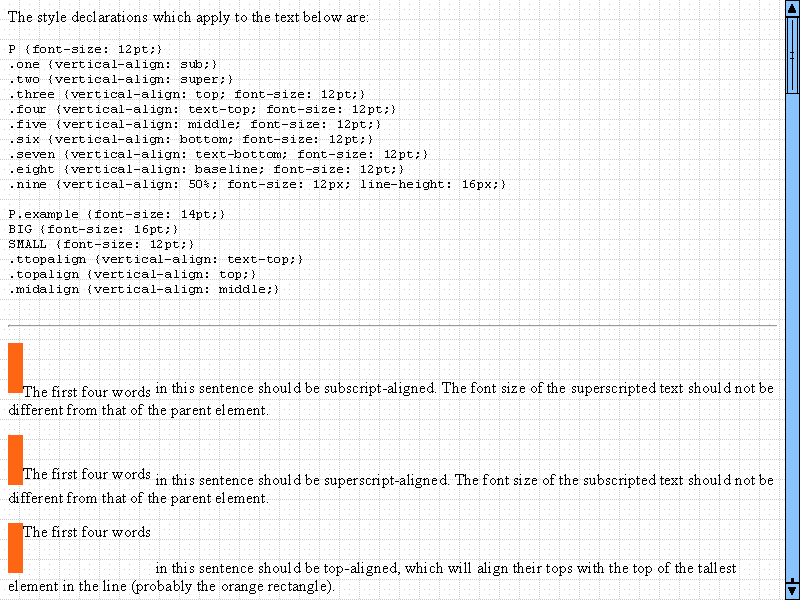 The style declarations which apply to the text below are:
P {font-size: 12pt;}
.one {vertical-align: sub;}
.two {vertical-align: super;}
.three {vertical-align: top; font-size: 12pt;}
.four {vertical-align: text-top; font-size: 12pt;}
.five {vertical-align: middle; font-size: 12pt;}
.six {vertical-align: bottom; font-size: 12pt;}
.seven {vertical-align: text-bottom; font-size: 12pt;}
.eight {vertical-align: baseline; font-size: 12pt;}
.nine {vertical-align: 50%; font-size: 12px; line-height: 16px;}
P.example {font-size: 14pt;}
BIG {font-size: 16pt;}
SMALL {font-size: 12pt;}
.ttopalign {vertical-align: text-top;}
.topalign {vertical-align: top;}
.midalign {vertical-align: middle;}
The first four words in this sentence should be subscript-aligned. The font size of the superscripted text should not be
different from that of the parent element.
The first four words in this sentence should be superscript-aligned. The font size of the subscripted text should not be
different from that of the parent element.
The first four words
in this sentence should be top-aligned, which will align their tops with the top of the tallest
element in the line (probably the orange rectangle).